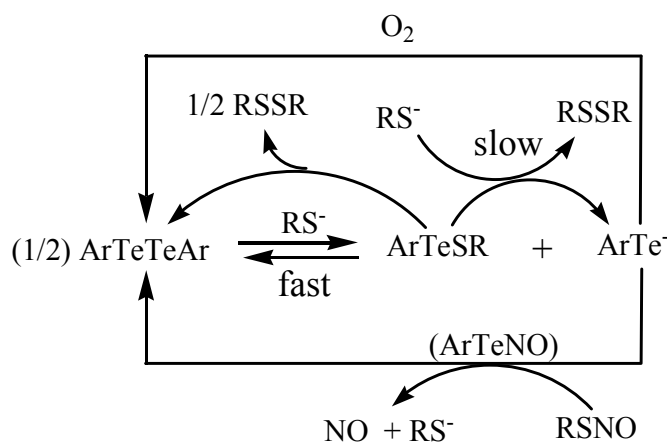 O₂
1/2 RSSR
RS⁻
RSSR
slow
(1/2) ArTeTeAr
RS⁻
fast
ArTeSR + ArTe⁻
(ArTeNO)
NO + RS⁻
RSNO